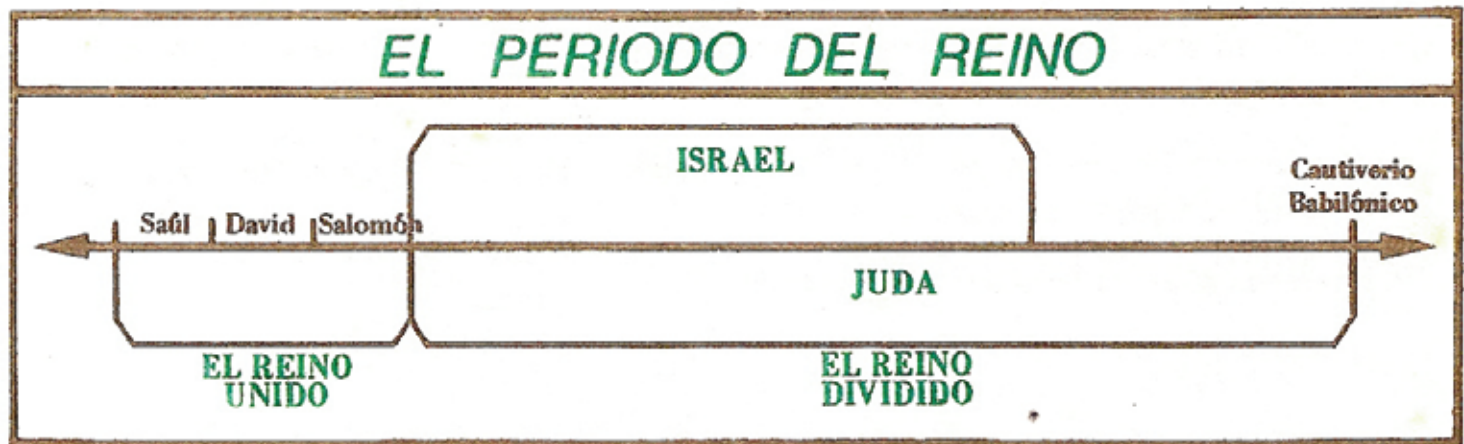 EL PERIODO DEL REINO
ISRAEL
Cautiverio
Babilónico
Saúl David Salomón
JUDA
EL REINO
UNIDO
EL REINO
DIVIDIDO